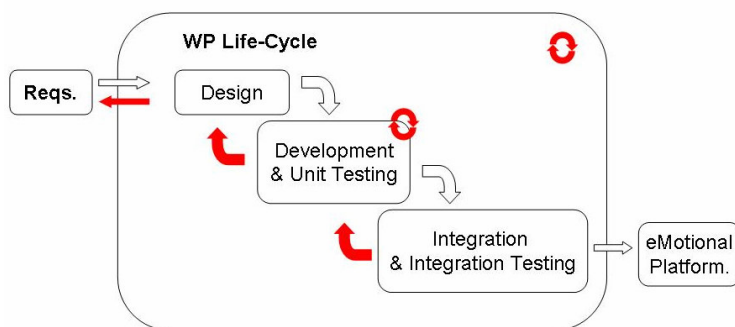 WP Life-Cycle
Reqs.
Design
Development
& Unit Testing
Integration
& Integration Testing
eMotional
Platform.